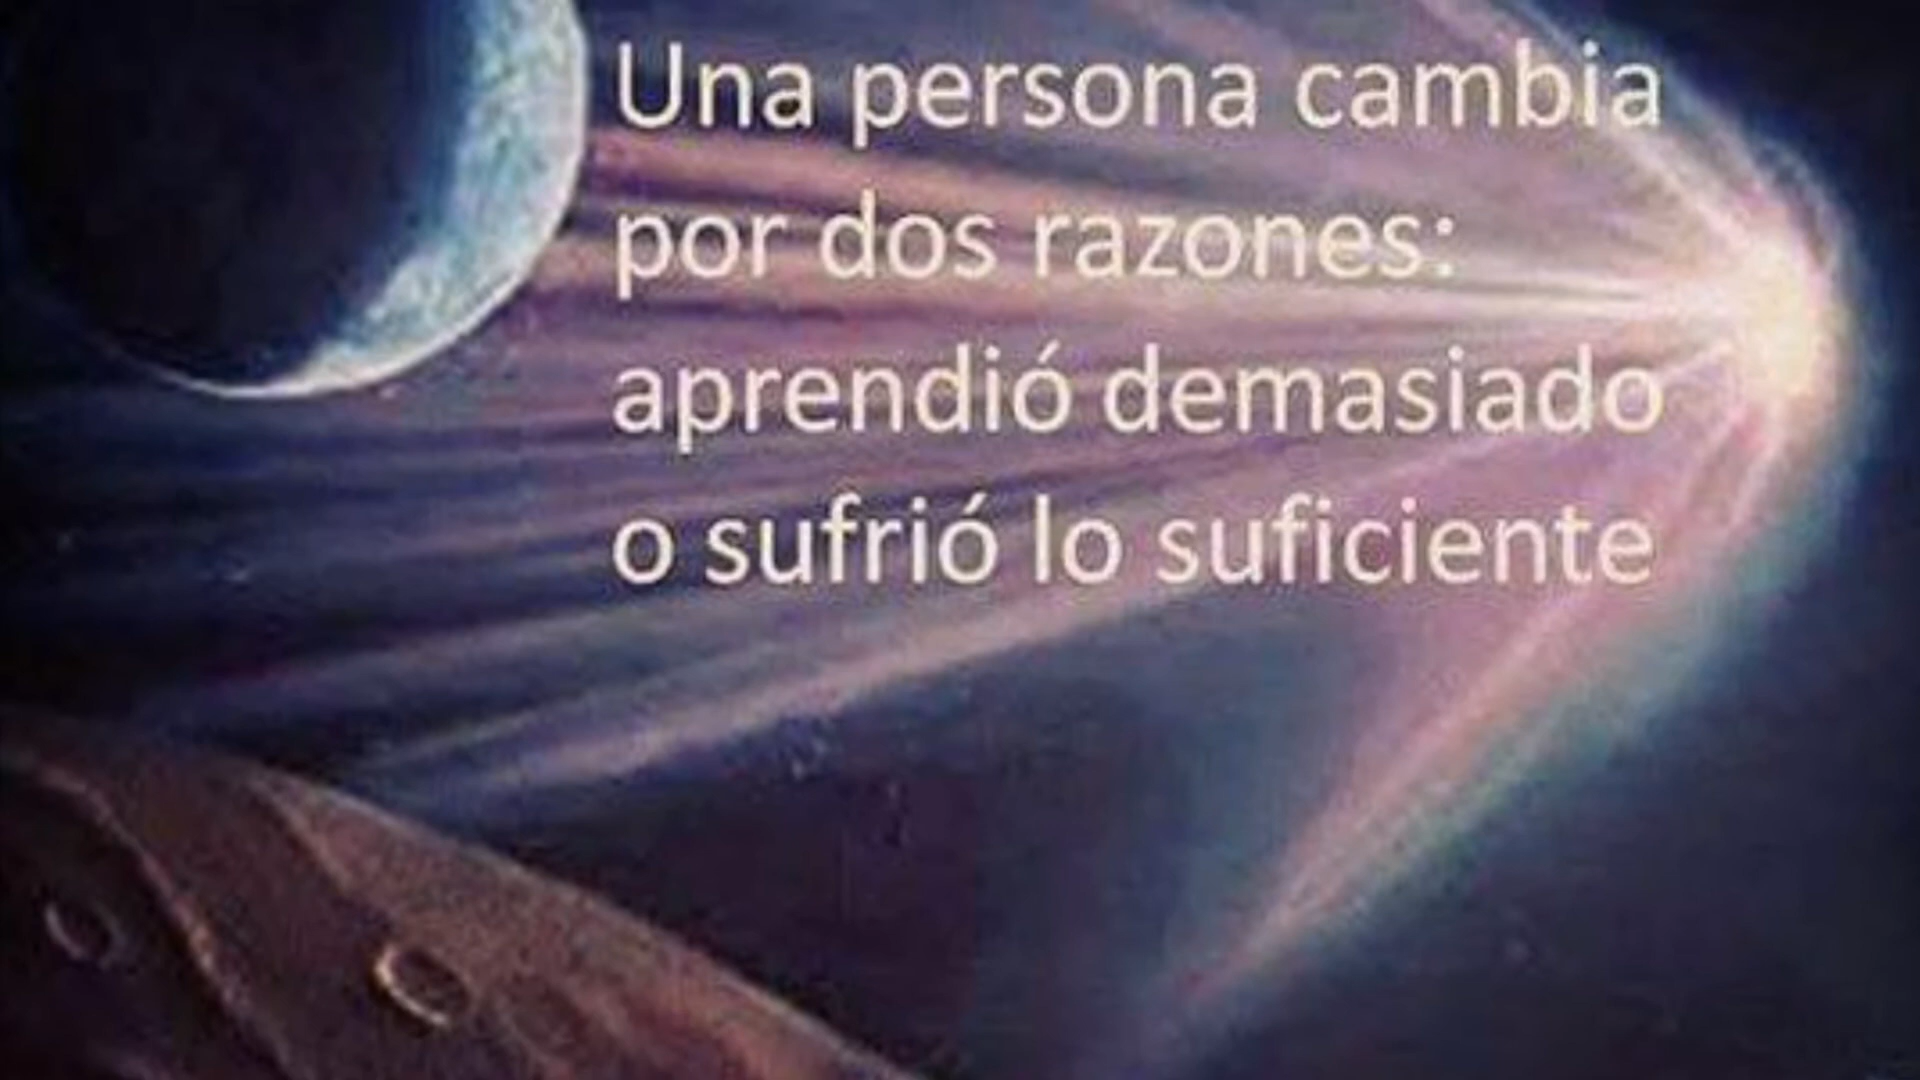 Una persona cambia
por dos razones:
aprendió demasiado
o sufrió lo suficiente